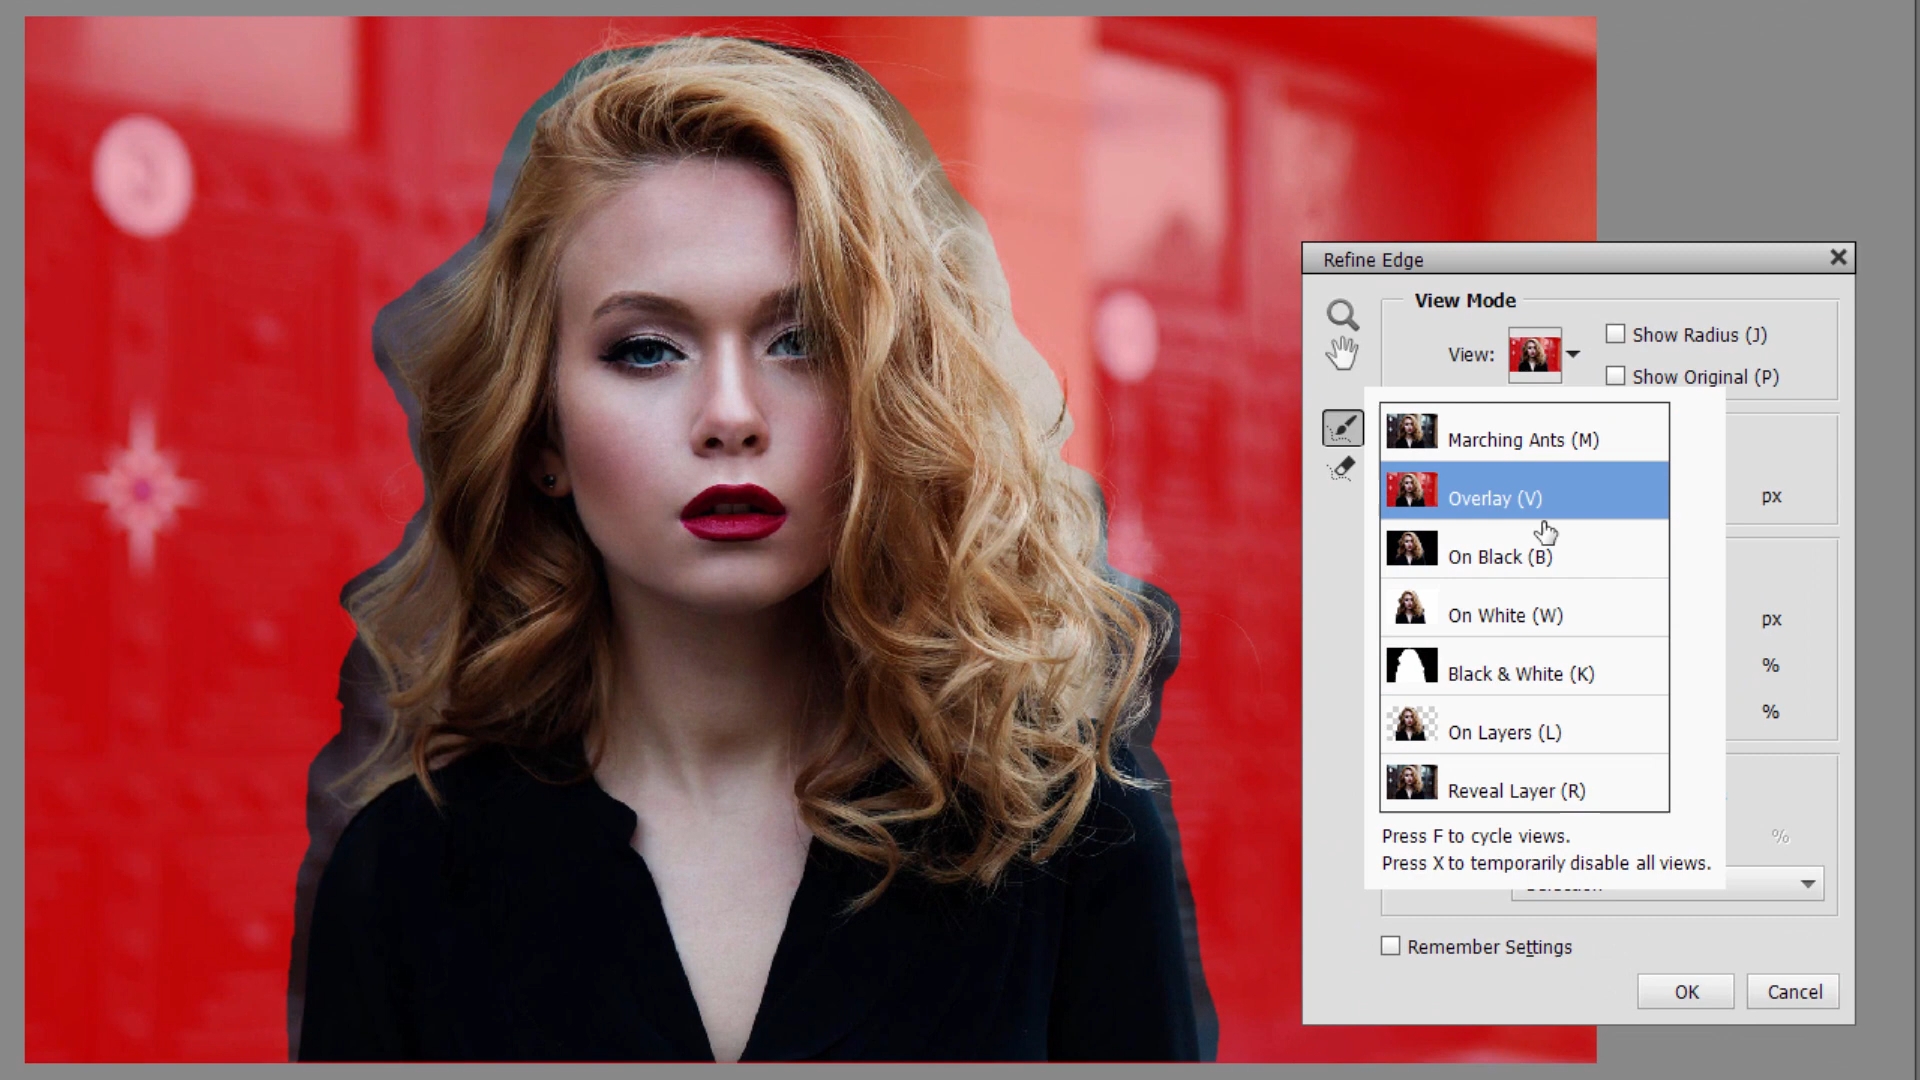 Refine Edge
View Mode
View:
Show Radius (J)
Show Original (P)
Marching Ants (M)
Overlay (V)
px
On Black (B)
On White (W)
px
Black & White (K)
%
On Layers (L)
%
Reveal Layer (R)
Press F to cycle views.
%
Press X to temporarily disable all views.
Remember Settings
OK
Cancel